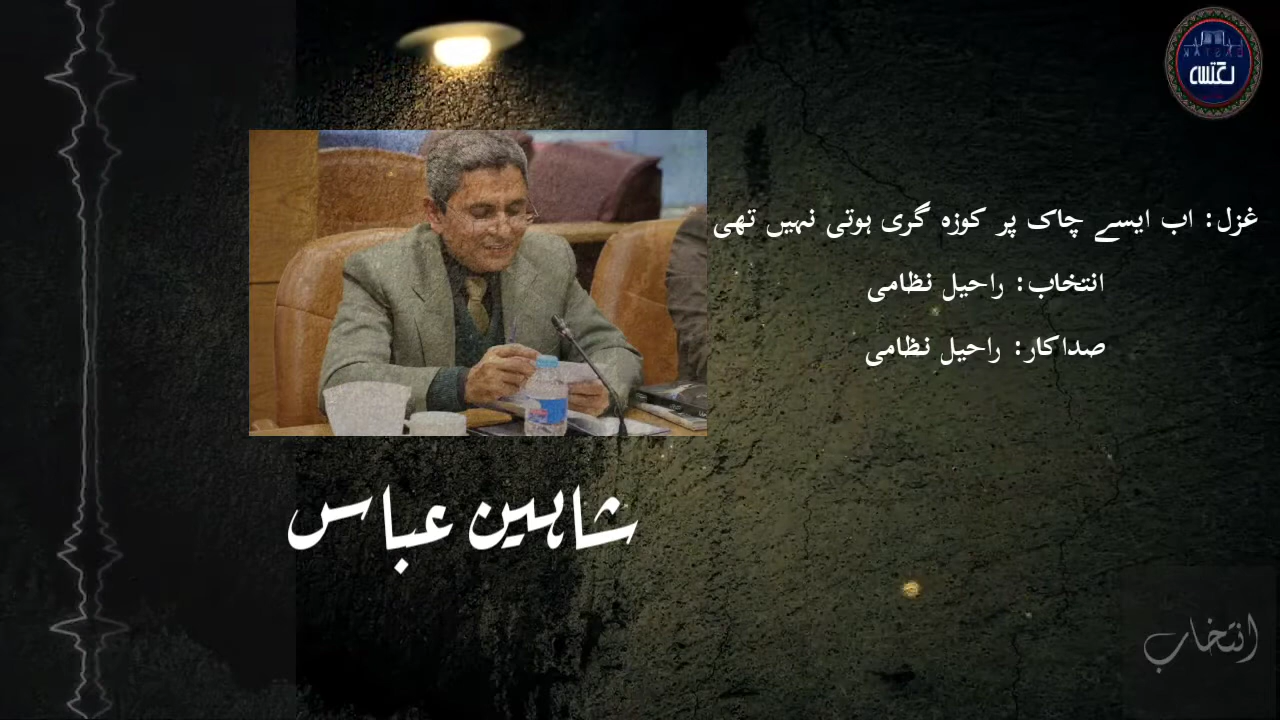 غزل: اب ایسے چاک پر کوزہ گری ہوتی نہیں تھی
انتخاب: راحیل نظامی
صداکار: راحیل نظامی
شاہین عباس
انتخاب